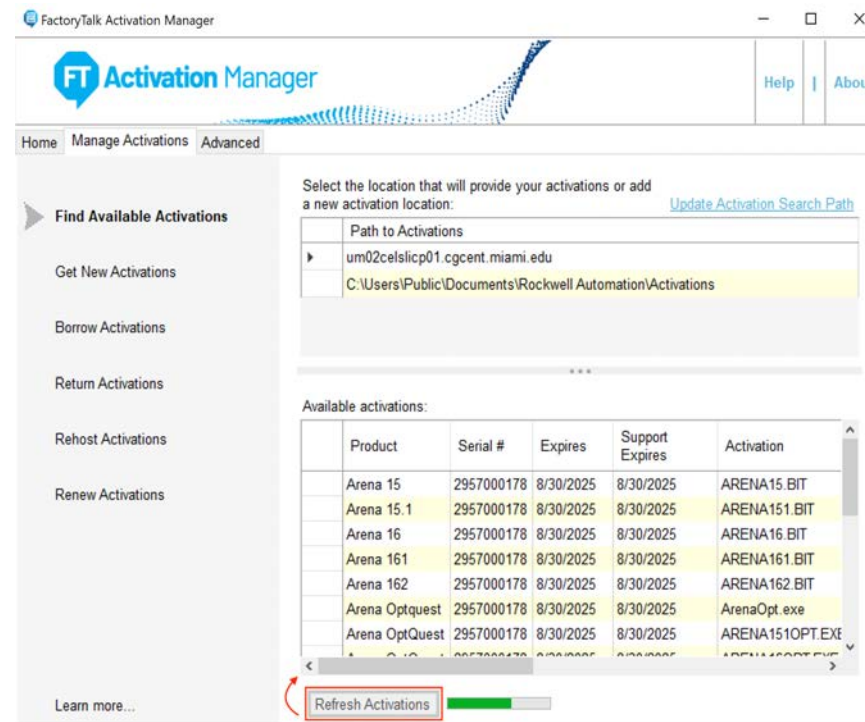 FactoryTalk Activation Manager
FT Activation Manager
Help | Abou
Home Manage Activations Advanced
Find Available Activations
Get New Activations
Borrow Activations
Return Activations
Rehost Activations
Renew Activations
Learn more...
Select the location that will provide your activations or add
a new activation location:
Update Activation Search Path
Path to Activations
um02celslicp01.cgcent.miami.edu
C:\Users\Public\Documents\Rockwell Automation\Activations
Available activations:
Product Serial # Expires Support Expires Activation
Arena 15 2957000178 8/30/2025 8/30/2025 ARENA15.BIT
Arena 15.1 2957000178 8/30/2025 8/30/2025 ARENA151.BIT
Arena 16 2957000178 8/30/2025 8/30/2025 ARENA16.BIT
Arena 161 2957000178 8/30/2025 8/30/2025 ARENA161.BIT
Arena 162 2957000178 8/30/2025 8/30/2025 ARENA162.BIT
Arena Optquest 2957000178 8/30/2025 8/30/2025 ArenaOpt.exe
Arena OptQuest 2957000178 8/30/2025 8/30/2025 ARENA151OPT.EXE
Refresh Activations